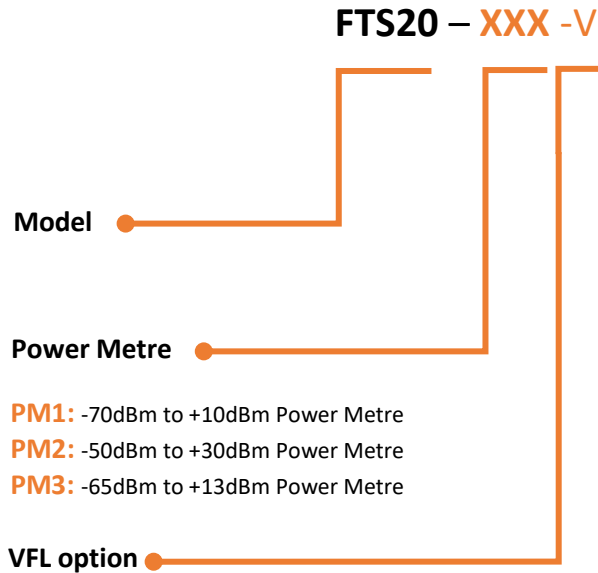 FTS20 – XXX -V
Model
Power Metre
PM1: -70dBm to +10dBm Power Metre
PM2: -50dBm to +30dBm Power Metre
PM3: -65dBm to +13dBm Power Metre
VFL option